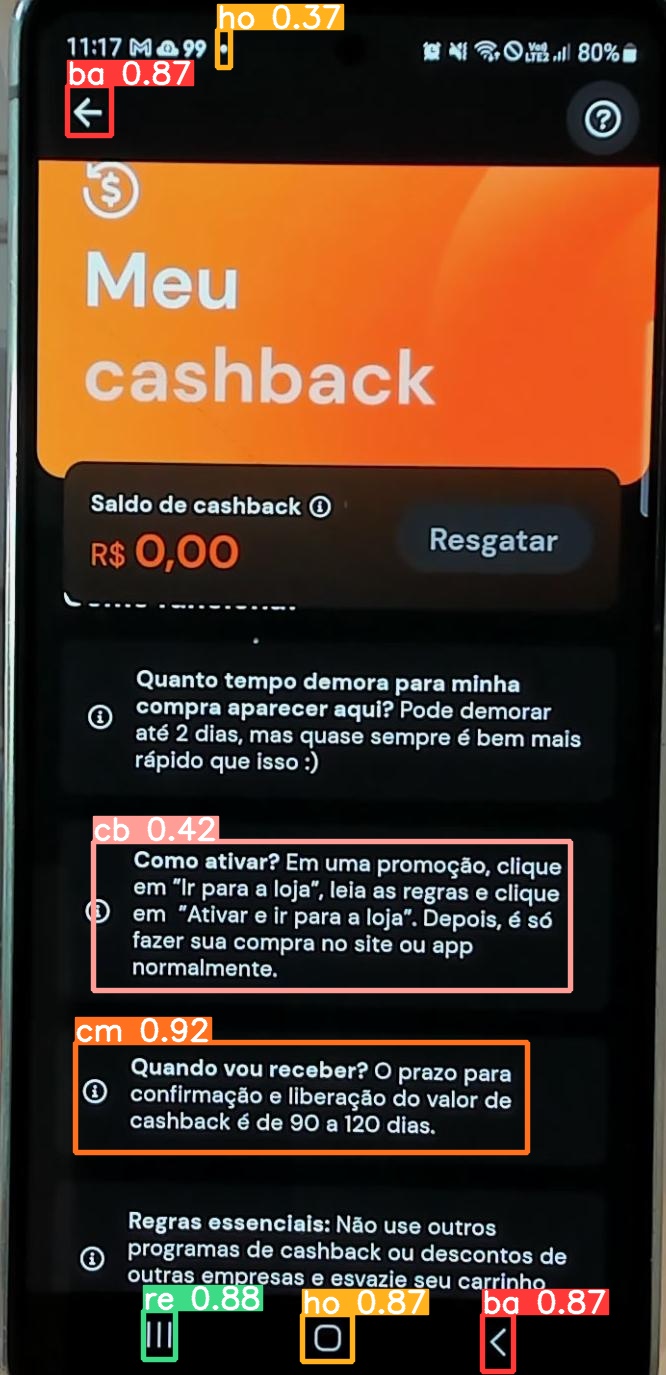 ho 0.37
11:17 99 Vo) LTE2 80%
ba 0.87
Meu
cashback
Saldo de cashback
R$ 0,00
Resgatar
Como funciona?
Quanto tempo demora para minha
compra aparecer aqui? Pode demorar
até 2 dias, mas quase sempre é bem mais
rápido que isso :)
cb 0.42
Como ativar? Em uma promoção, clique
em "Ir para a loja", leia as regras e clique
em "Ativar e ir para a loja". Depois, é só
fazer sua compra no site ou app
normalmente.
cm 0.92
Quando vou receber? O prazo para
confirmação e liberação do valor de
cashback é de 90 a 120 dias.
Regras essenciais: Não use outros
programas de cashback ou descontos de
outras empresas e esvazie seu carrinho
re 0.88 ho 0.87 ba 0.87